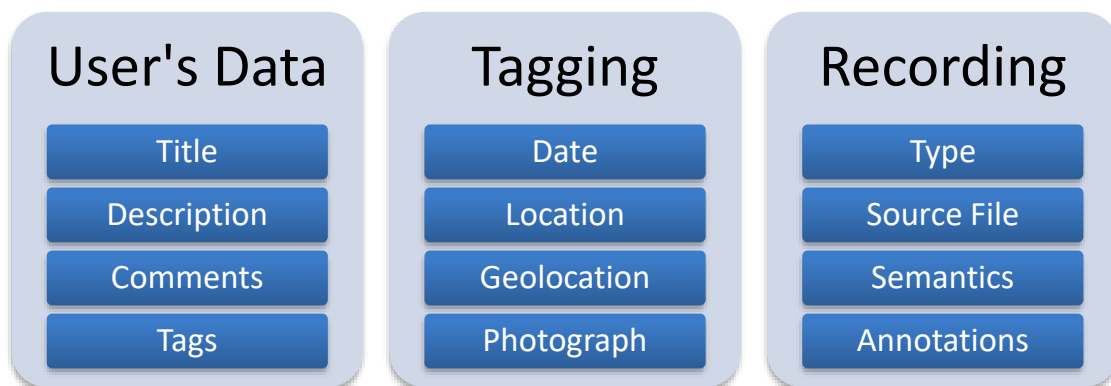 User's Data
Title
Description
Comments
Tags
Tagging
Date
Location
Geolocation
Photograph
Recording
Type
Source File
Semantics
Annotations